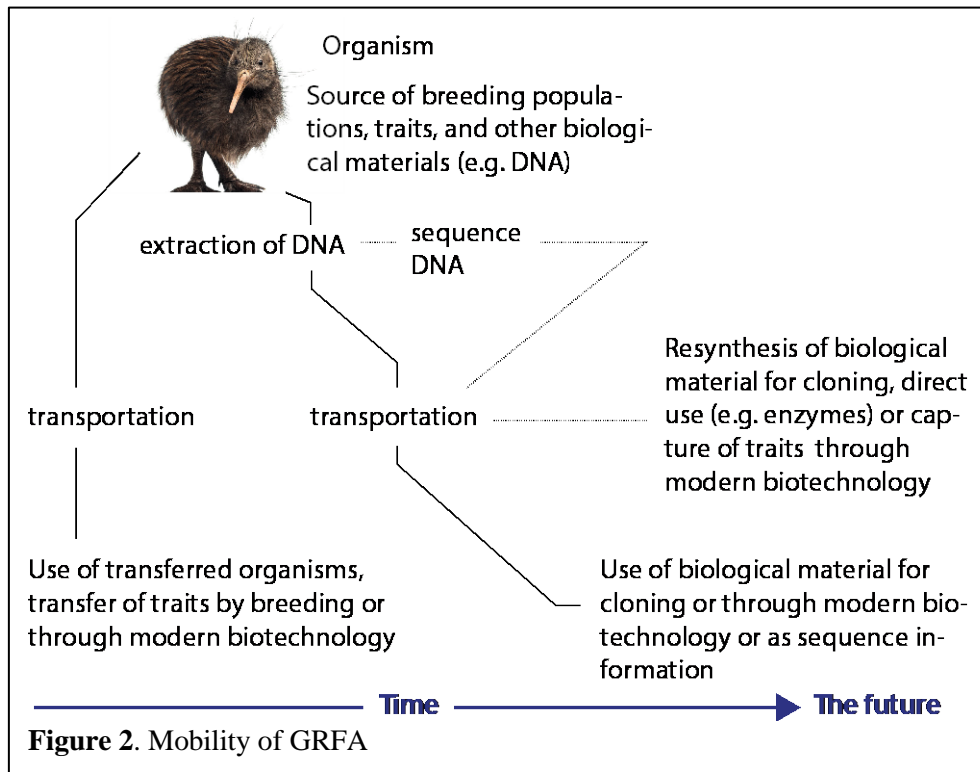 Organism
Source of breeding popula-
tions, traits, and other biologi-
cal materials (e.g. DNA)
extraction of DNA
sequence
DNA
transportation
transportation
Resynthesis of biological
material for cloning, direct
use (e.g. enzymes) or cap-
ture of traits through
modern biotechnology
Use of transferred organisms,
transfer of traits by breeding or
through modern biotechnology
Use of biological material for
cloning or through modern bio-
technology or as sequence in-
formation
Time
The future
Figure 2. Mobility of GRFA